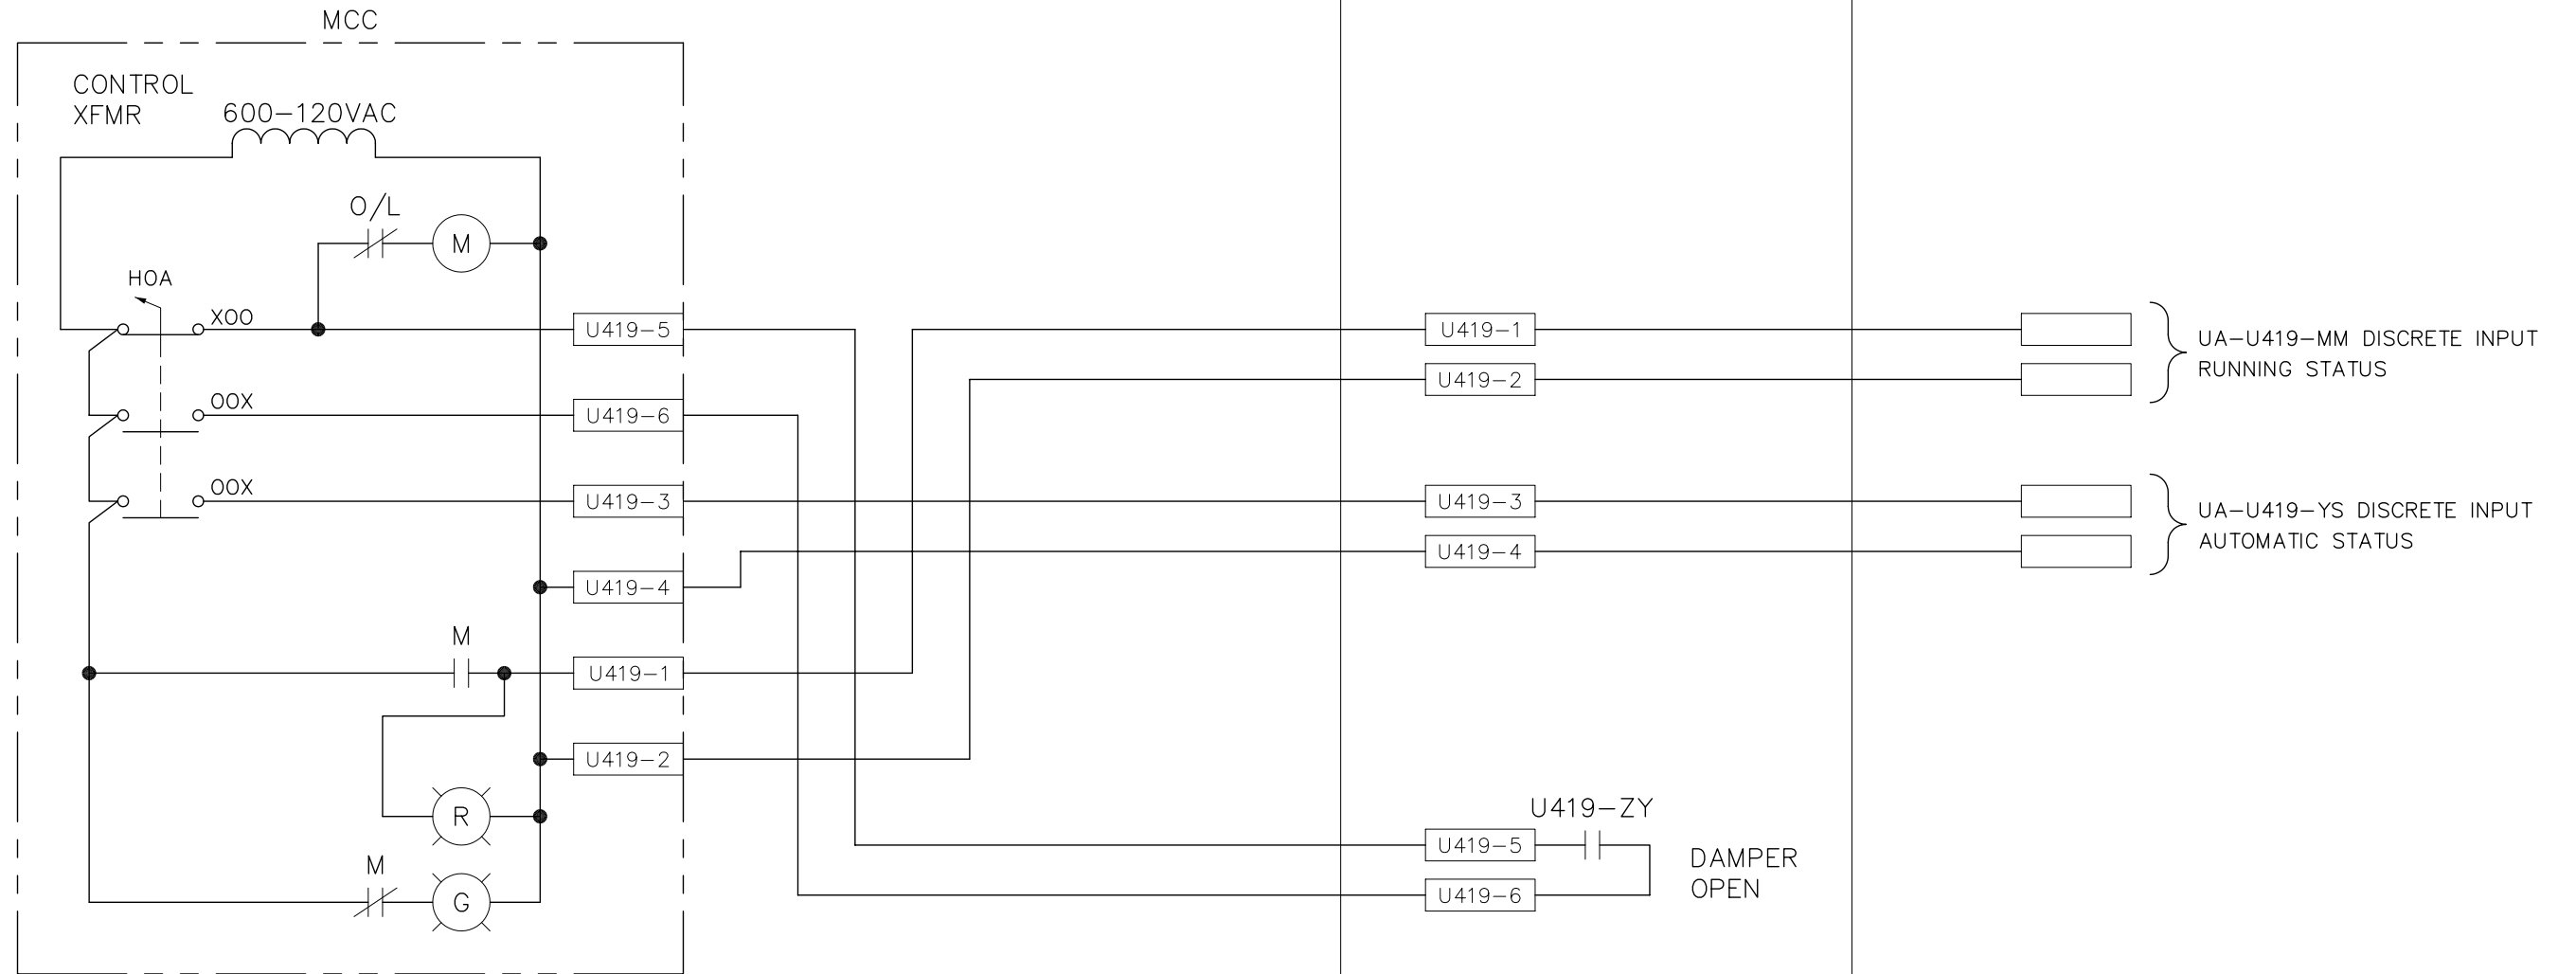 MCC
CONTROL
XFMR
600-120VAC
O/L
M
HOA
XOO
U419-5
U419-1
UA-U419-MM DISCRETE INPUT
RUNNING STATUS
U419-2
OOX
U419-6
OOX
U419-3
U419-3
UA-U419-YS DISCRETE INPUT
AUTOMATIC STATUS
U419-4
U419-4
M
U419-1
U419-2
R
U419-ZY
U419-5
DAMPER
OPEN
M
G
U419-6